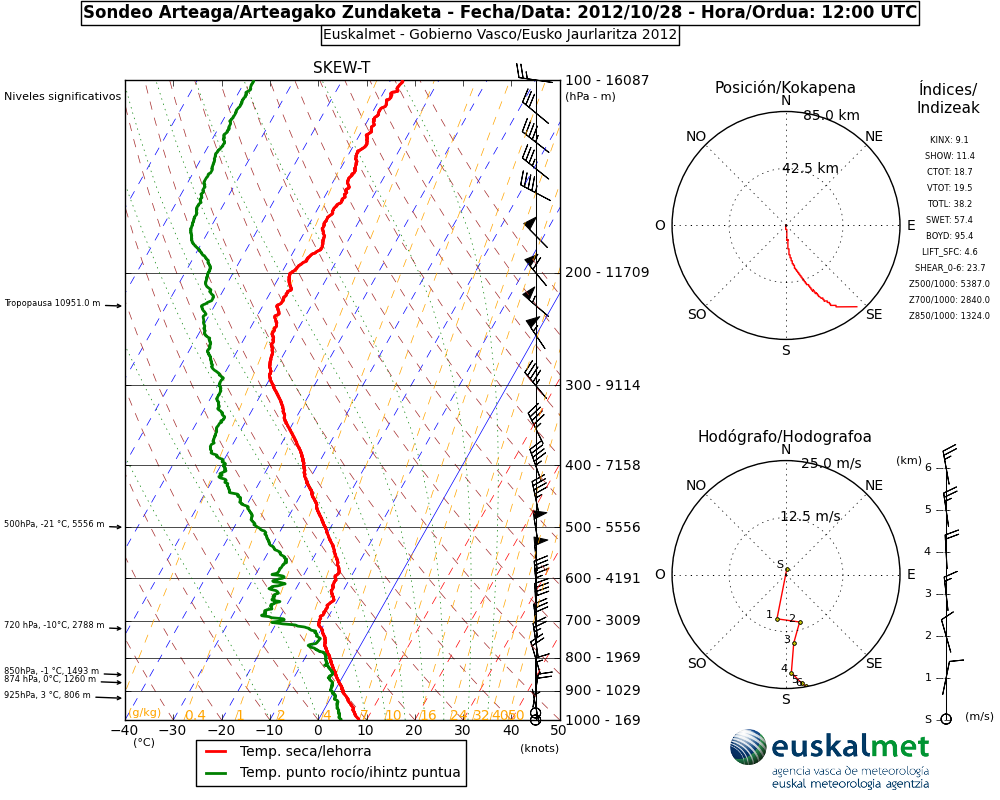 Sondeo Arteaga/Arteagako Zundaketa - Fecha/Data: 2012/10/28 - Hora/Ordua: 12:00 UTC
Euskalmet - Gobierno Vasco/Eusko Jaurlaritza 2012
SKEW-T
Niveles significativos
100 - 16087
(hPa - m)
200 - 11709
Tropopausa 10951.0 m
300 - 9114
400 - 7158
500hPa, -21 °C, 5556 m
500 - 5556
600 - 4191
720 hPa, -10°C, 2788 m
700 - 3009
800 - 1969
850hPa, -1 °C, 1493 m
874 hPa, 0°C, 1260 m
900 - 1029
925hPa, 3 °C, 806 m
(g/kg) 0.4 1 2 4 7 10 16 24 32 40 50
1000 - 169
−40 −30 −20 −10 0 10 20 30 40 50
(°C)
(knots)
Temp. seca/lehorra
Temp. punto rocío/ihintz puntua
Posición/Kokapena
N
85.0 km
NO
NE
42.5 km
O
E
SO
SE
S
Hodógrafo/Hodografoa
N
25.0 m/s
NO
NE
12.5 m/s
S
O
E
1
2
3
4
5
SO
SE
S
Índices/
Indizeak
KINX: 9.1
SHOW: 11.4
CTOT: 18.7
VTOT: 19.5
TOTL: 38.2
SWET: 57.4
BOYD: 95.4
LIFT_SFC: 4.6
SHEAR_0-6: 23.7
Z500/1000: 5387.0
Z700/1000: 2840.0
Z850/1000: 1324.0
(km)
6
5
4
3
2
1
S
(m/s)
euskalmet
agencia vasca de meteorología
euskal meteorologia agentzia